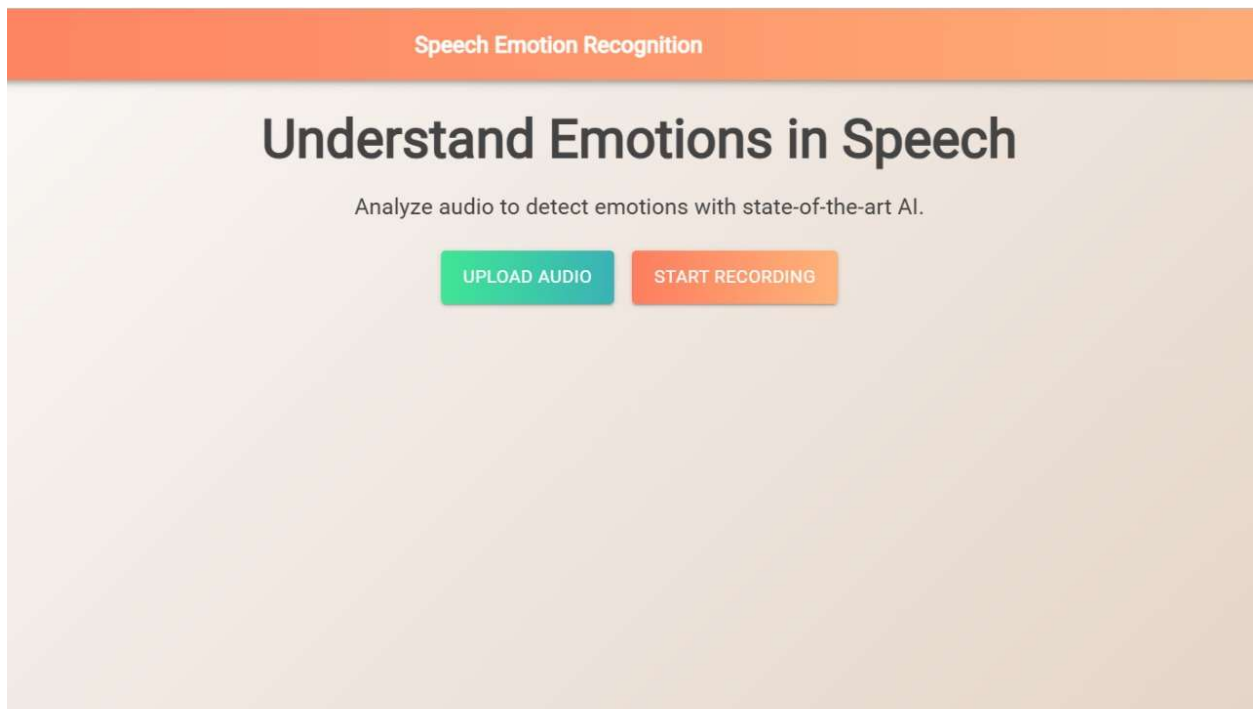 Speech Emotion Recognition
Understand Emotions in Speech
Analyze audio to detect emotions with state-of-the-art AI.
UPLOAD AUDIO
START RECORDING